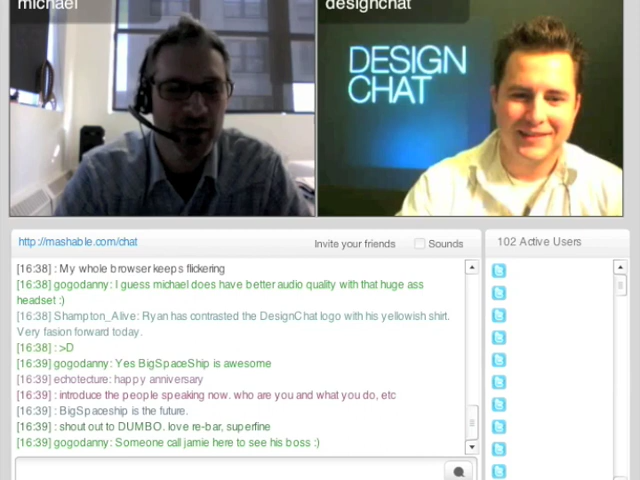 michael
designchat
DESIGN
CHAT
http://mashable.com/chat
Invite your friends
Sounds
102 Active Users
[16:38] : My whole browser keeps flickering
[16:38] gogodanny: I guess michael does have better audio quality with that huge ass
headset :)
[16:38] Shampton_Alive: Ryan has contrasted the DesignChat logo with his yellowish shirt.
Very fasion forward today.
[16:38] : >D
[16:39] gogodanny: Yes BigSpaceShip is awesome
[16:39] echotecture: happy anniversary
[16:39] : introduce the people speaking now. who are you and what you do, etc
[16:39] : BigSpaceship is the future.
[16:39] : shout out to DUMBO. love re-bar, superfine
[16:39] gogodanny: Someone call jamie here to see his boss :)